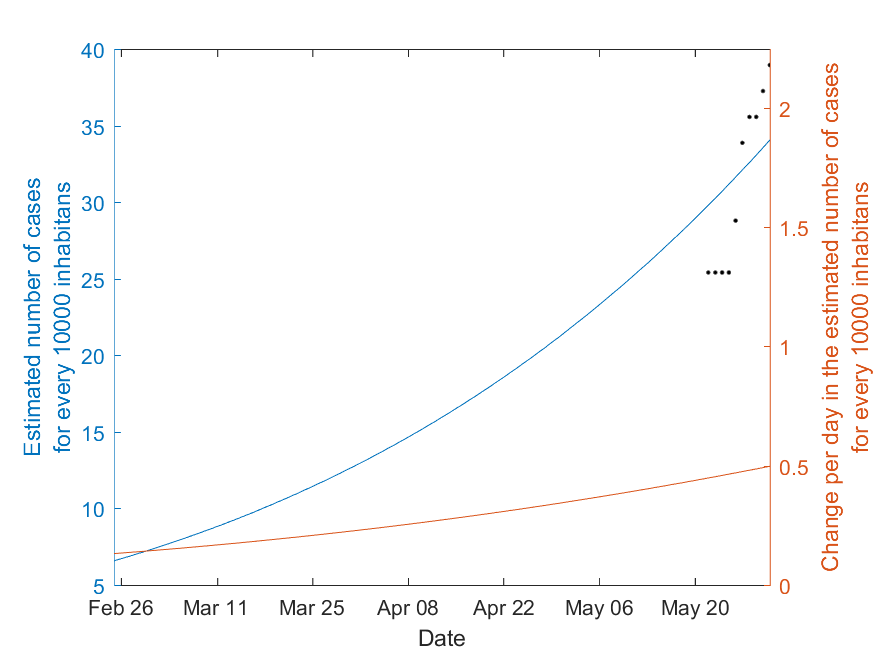 Estimated number of cases
for every 10000 inhabitans
40
35
30
25
20
15
10
5
2
1.5
1
0.5
0
Change per day in the estimated number of cases
for every 10000 inhabitans
Feb 26 Mar 11 Mar 25 Apr 08 Apr 22 May 06 May 20
Date